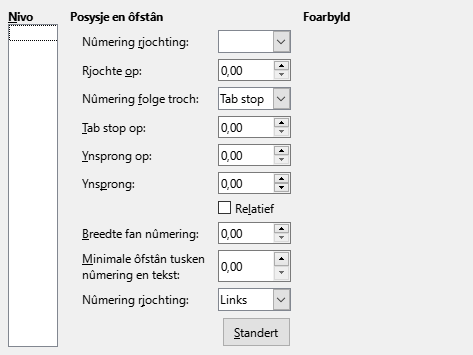 Nivo Posysje en ôfstân Foarbyld
Nûmering rjochting:
Rjochte op: 0,00
Nûmering folge troch: Tab stop
Tab stop op: 0,00
Ynsprong op: 0,00
Ynsprong: 0,00
Relatief
Breedte fan nûmering: 0,00
Minimale ôfstân tusken
nûmering en tekst: 0,00
Nûmering rjochting: Links
Standert